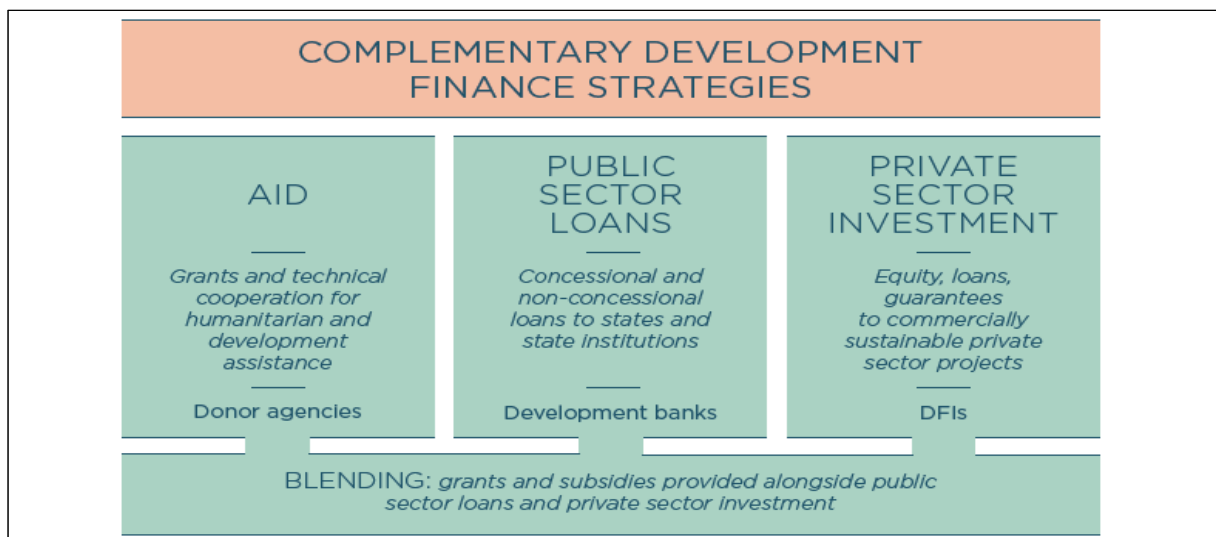 COMPLEMENTARY DEVELOPMENT
FINANCE STRATEGIES
AID
Grants and technical
cooperation for
humanitarian and
development
assistance
Donor agencies
PUBLIC
SECTOR
LOANS
Concessional and
non-concessional
loans to states and
state institutions
Development banks
PRIVATE
SECTOR
INVESTMENT
Equity, loans,
guarantees
to commercially
sustainable private
sector projects
DFIs
BLENDING: grants and subsidies provided alongside public
sector loans and private sector investment